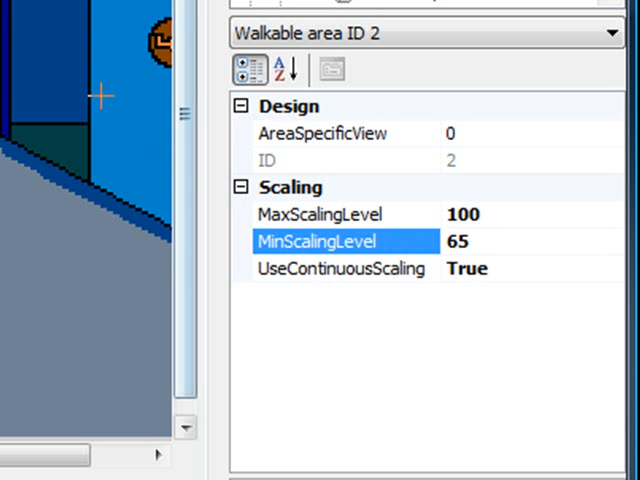 Walkable area ID 2
Design
AreaSpecificView 0
ID 2
Scaling
MaxScalingLevel 100
MinScalingLevel 65
UseContinuousScaling True